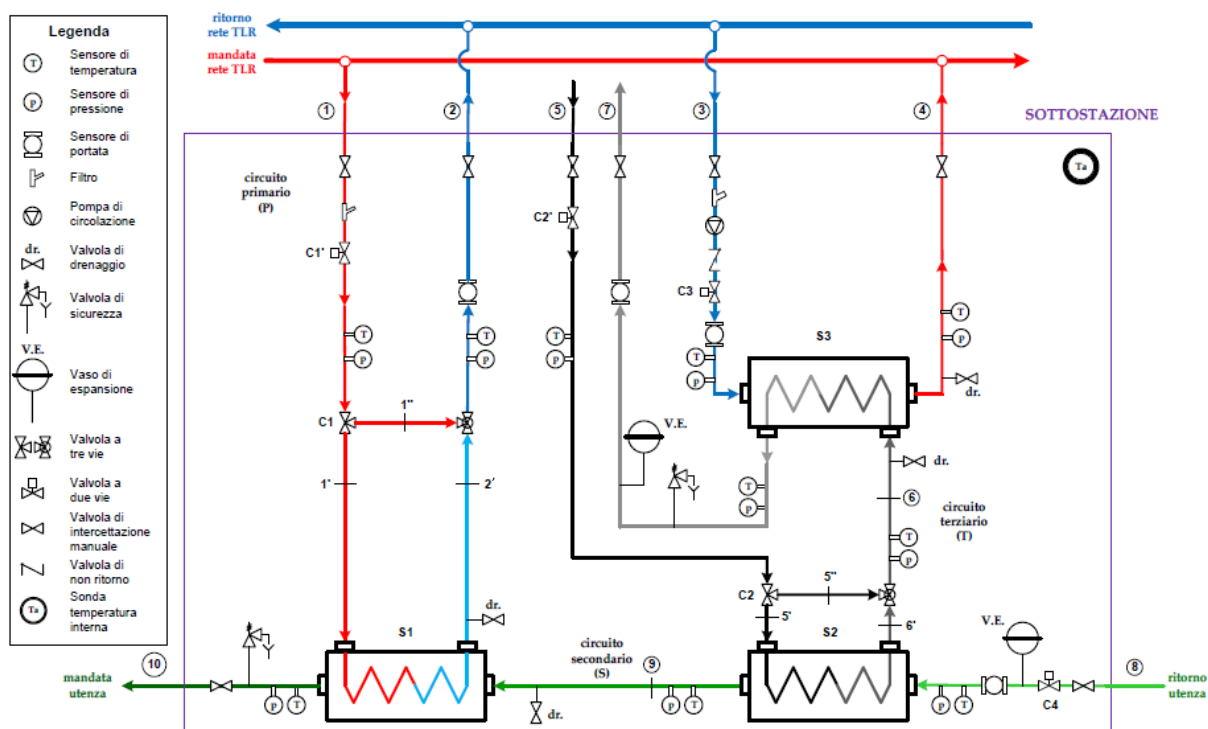 Legenda
T
Sensore di
temperatura
p
Sensore di
pressione
Sensore di
portata
Filtro
Pompa di
circolazione
dr.
Valvola di
drenaggio
Valvola di
sicurezza
V.E.
Vaso di
espansione
Valvola a
tre vie
Valvola a
due vie
Valvola di
intercettazione
manuale
Valvola di
non ritorno
Ta
Sonda
temperatura
interna
ritorno
rete TLR
mandata
rete TLR
1
2
5
7
3
4
SOTTOSTAZIONE
Ta
circuito
primario
(P)
C1'
C2'
C3
T
p
T
p
T
p
T
p
T
p
S3
dr.
C1
1"
V.E.
dr.
1'
2'
T
p
6
circuito
terziario
(T)
T
p
C2
5"
5'
6'
dr.
S1
S2
circuito
secondario
(S)
V.E.
10
9
8
mandata
utenza
ritorno
utenza
p
T
dr.
p
T
p
T
C4